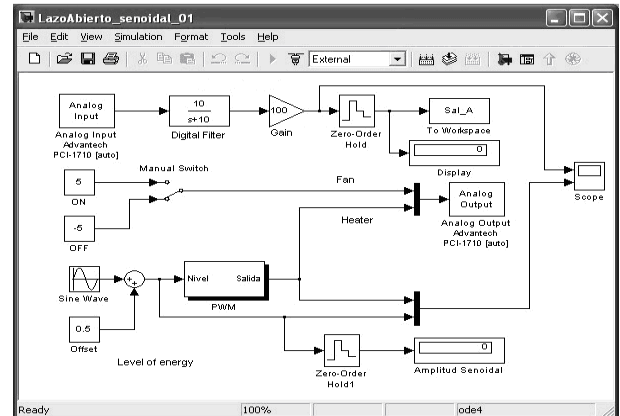 LazoAbierto_senoidal_01
File Edit View Simulation Format Tools Help
External
Analog Input
Analog Input
Advantech
PCI-1710 [auto]
10
s+10
Digital Filter
100
Gain
Zero-Order
Hold
Sal_A
To Workspace
0
Display
Scope
Manual Switch
5
ON
-5
OFF
Fan
Heater
Analog
Output
Analog Output
Advantech
PCI-1710 [auto]
Sine Wave
0.5
Offset
Nivel Salida
PWM
Level of energy
Zero-Order
Hold1
0
Amplitud Senoidal
Ready 100% ode4